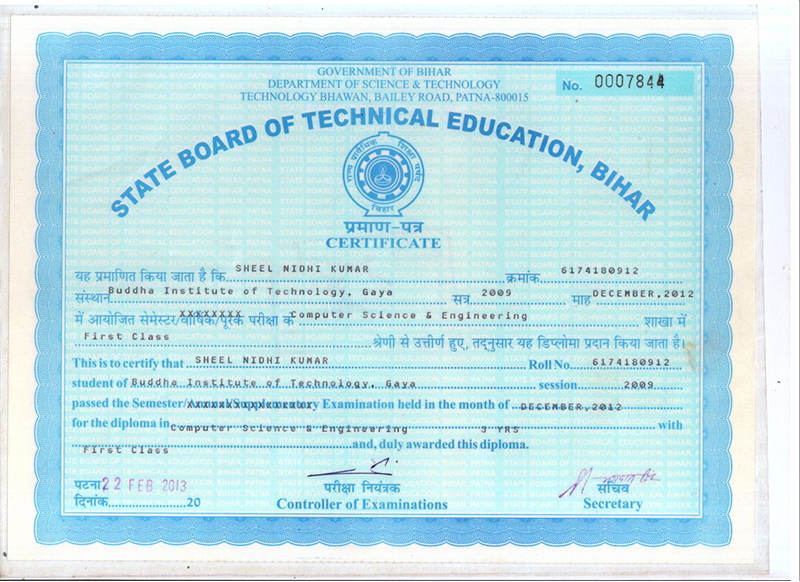 GOVERNMENT OF BIHAR
DEPARTMENT OF SCIENCE & TECHNOLOGY
TECHNOLOGY BHAWAN, BAILEY ROAD, PATNA-800015
No. 0007844
STATE BOARD OF TECHNICAL EDUCATION, BIHAR
राज्य प्रावैधिक शिक्षा पर्षद
बिहार
प्रमाण-पत्र
CERTIFICATE
यह प्रमाणित किया जाता है कि SHEEL NIDHI KUMAR क्रमांक 6174180912
संस्थान Buddha Institute of Technology, Gaya सत्र 2009 माह DECEMBER,2012
में आयोजित सेमेस्टर/वार्षिक/पूरक परीक्षा के Computer Science & Engineering शाखा में
First Class श्रेणी से उत्तीर्ण हुए, तद्नुसार यह डिप्लोमा प्रदान किया जाता है।
This is to certify that SHEEL NIDHI KUMAR Roll No. 6174180912
student of Buddha Institute of Technology, Gaya session 2009
passed the Semester/ Examination held in the month of DECEMBER,2012
for the diploma in Computer Science & Engineering 3 YRS with
First Class and, duly awarded this diploma.
पटना 22 FEB 2013
दिनांक 20
परीक्षा नियंत्रक
Controller of Examinations
सचिव
Secretary